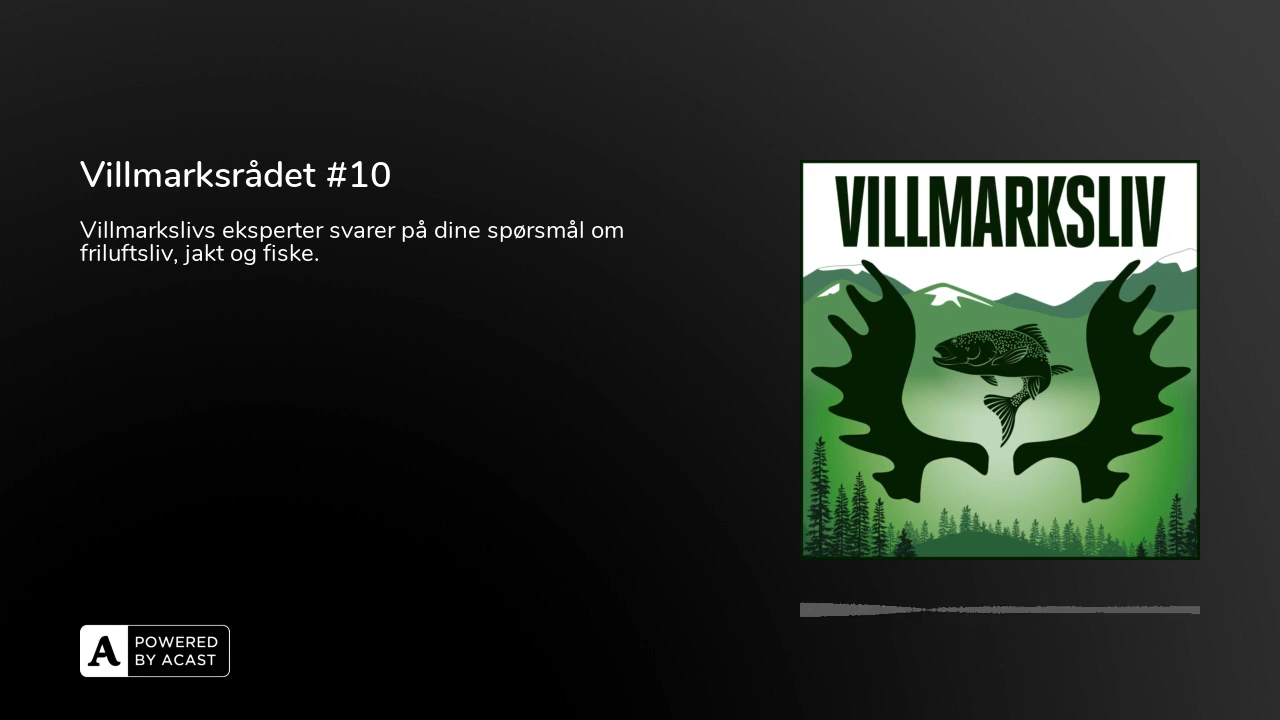 Villmarksrådet #10
Villmarkslivs eksperter svarer på dine spørsmål om
friluftsliv, jakt og fiske.
VILLMARKSLIV
A POWERED
BY ACAST